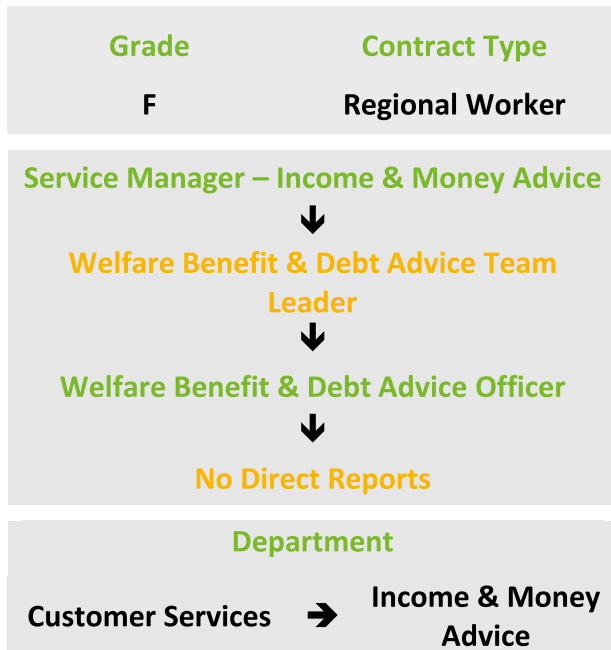 Grade Contract Type
F Regional Worker
Service Manager – Income & Money Advice
↓
Welfare Benefit & Debt Advice Team
Leader
↓
Welfare Benefit & Debt Advice Officer
↓
No Direct Reports
Department
Customer Services → Income & Money
Advice